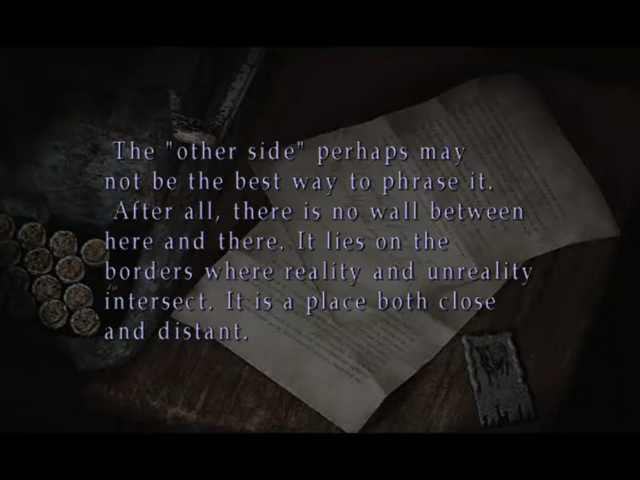 The "other side" perhaps may
not be the best way to phrase it.
After all, there is no wall between
here and there. It lies on the
borders where reality and unreality
intersect. It is a place both close
and distant.